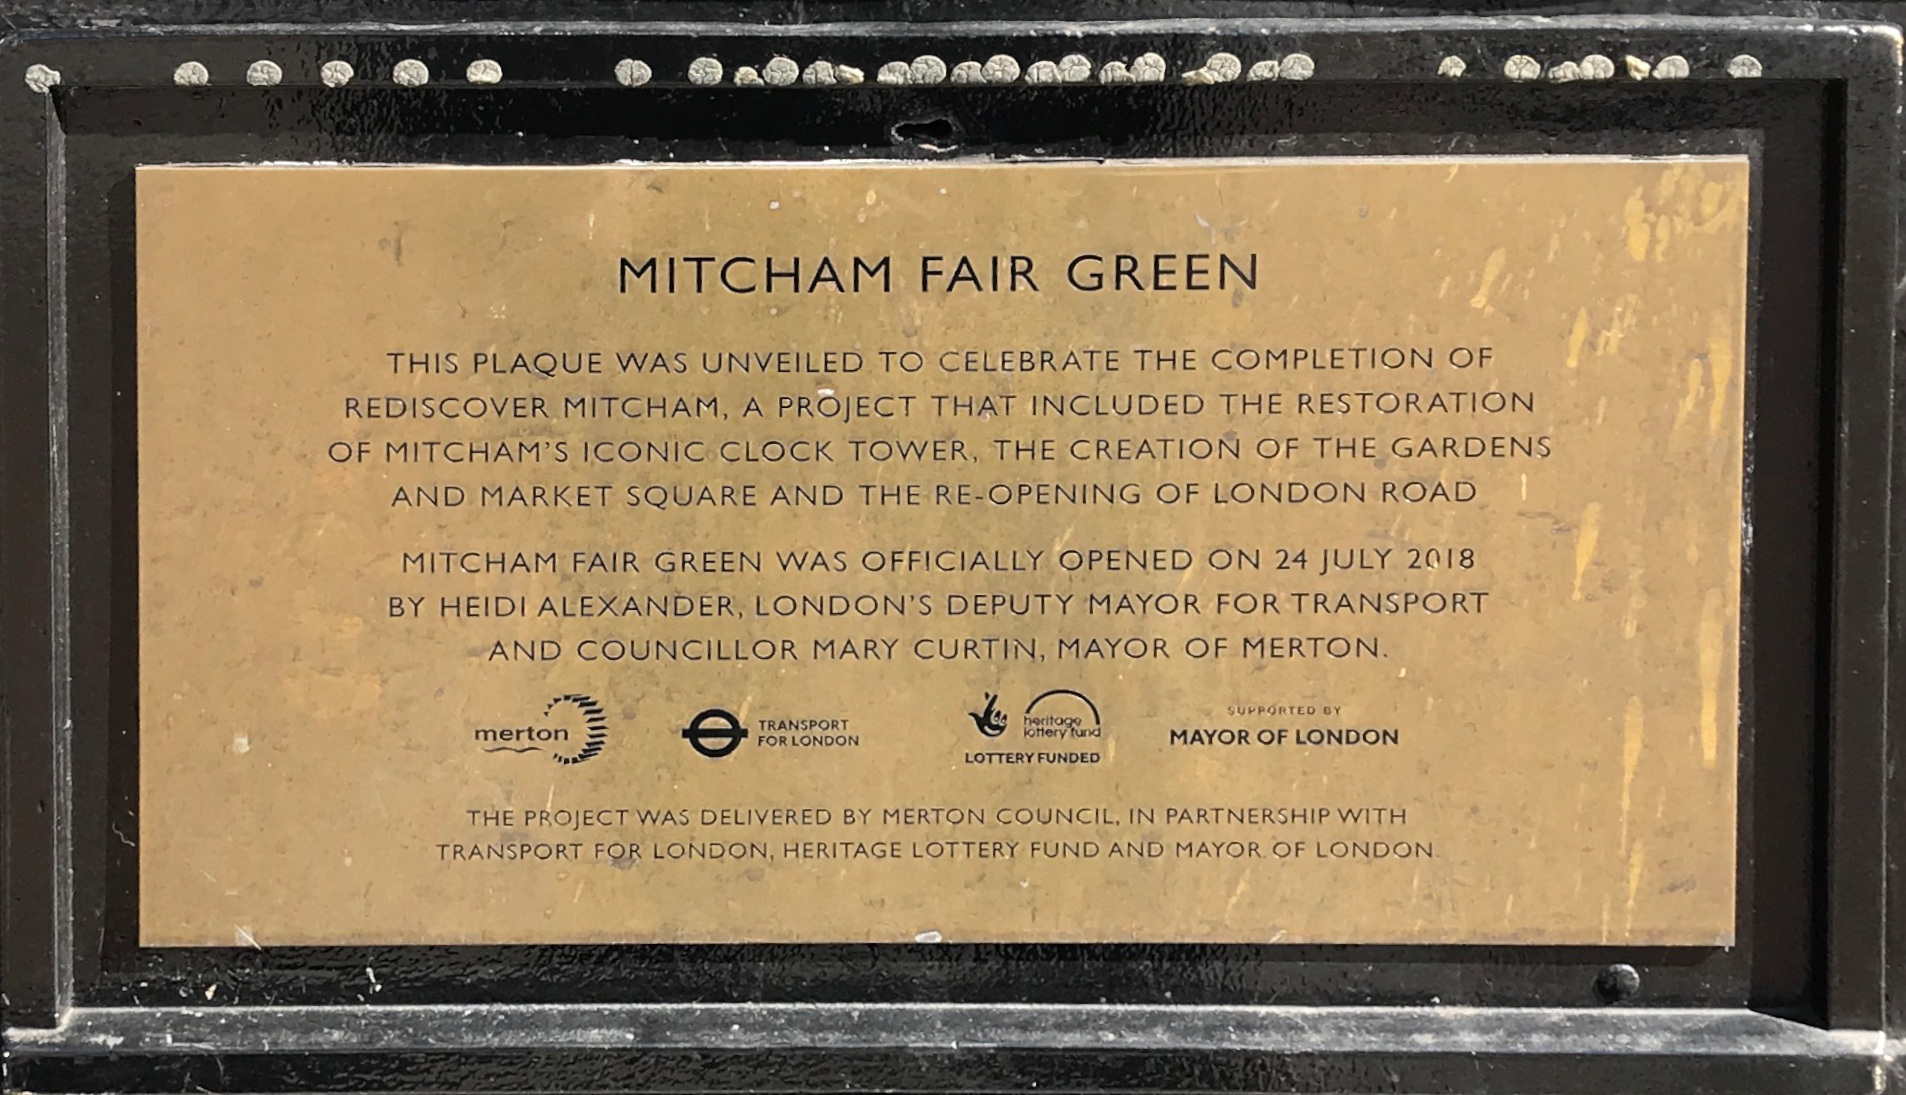 MITCHAM FAIR GREEN
THIS PLAQUE WAS UNVEILED TO CELEBRATE THE COMPLETION OF
REDISCOVER MITCHAM, A PROJECT THAT INCLUDED THE RESTORATION
OF MITCHAM'S ICONIC CLOCK TOWER, THE CREATION OF THE GARDENS
AND MARKET SQUARE AND THE RE-OPENING OF LONDON ROAD
MITCHAM FAIR GREEN WAS OFFICIALLY OPENED ON 24 JULY 2018
BY HEIDI ALEXANDER, LONDON'S DEPUTY MAYOR FOR TRANSPORT
AND COUNCILLOR MARY CURTIN, MAYOR OF MERTON.
merton
TRANSPORT
FOR LONDON
heritage
lottery fund
LOTTERY FUNDED
SUPPORTED BY
MAYOR OF LONDON
THE PROJECT WAS DELIVERED BY MERTON COUNCIL, IN PARTNERSHIP WITH
TRANSPORT FOR LONDON, HERITAGE LOTTERY FUND AND MAYOR OF LONDON.